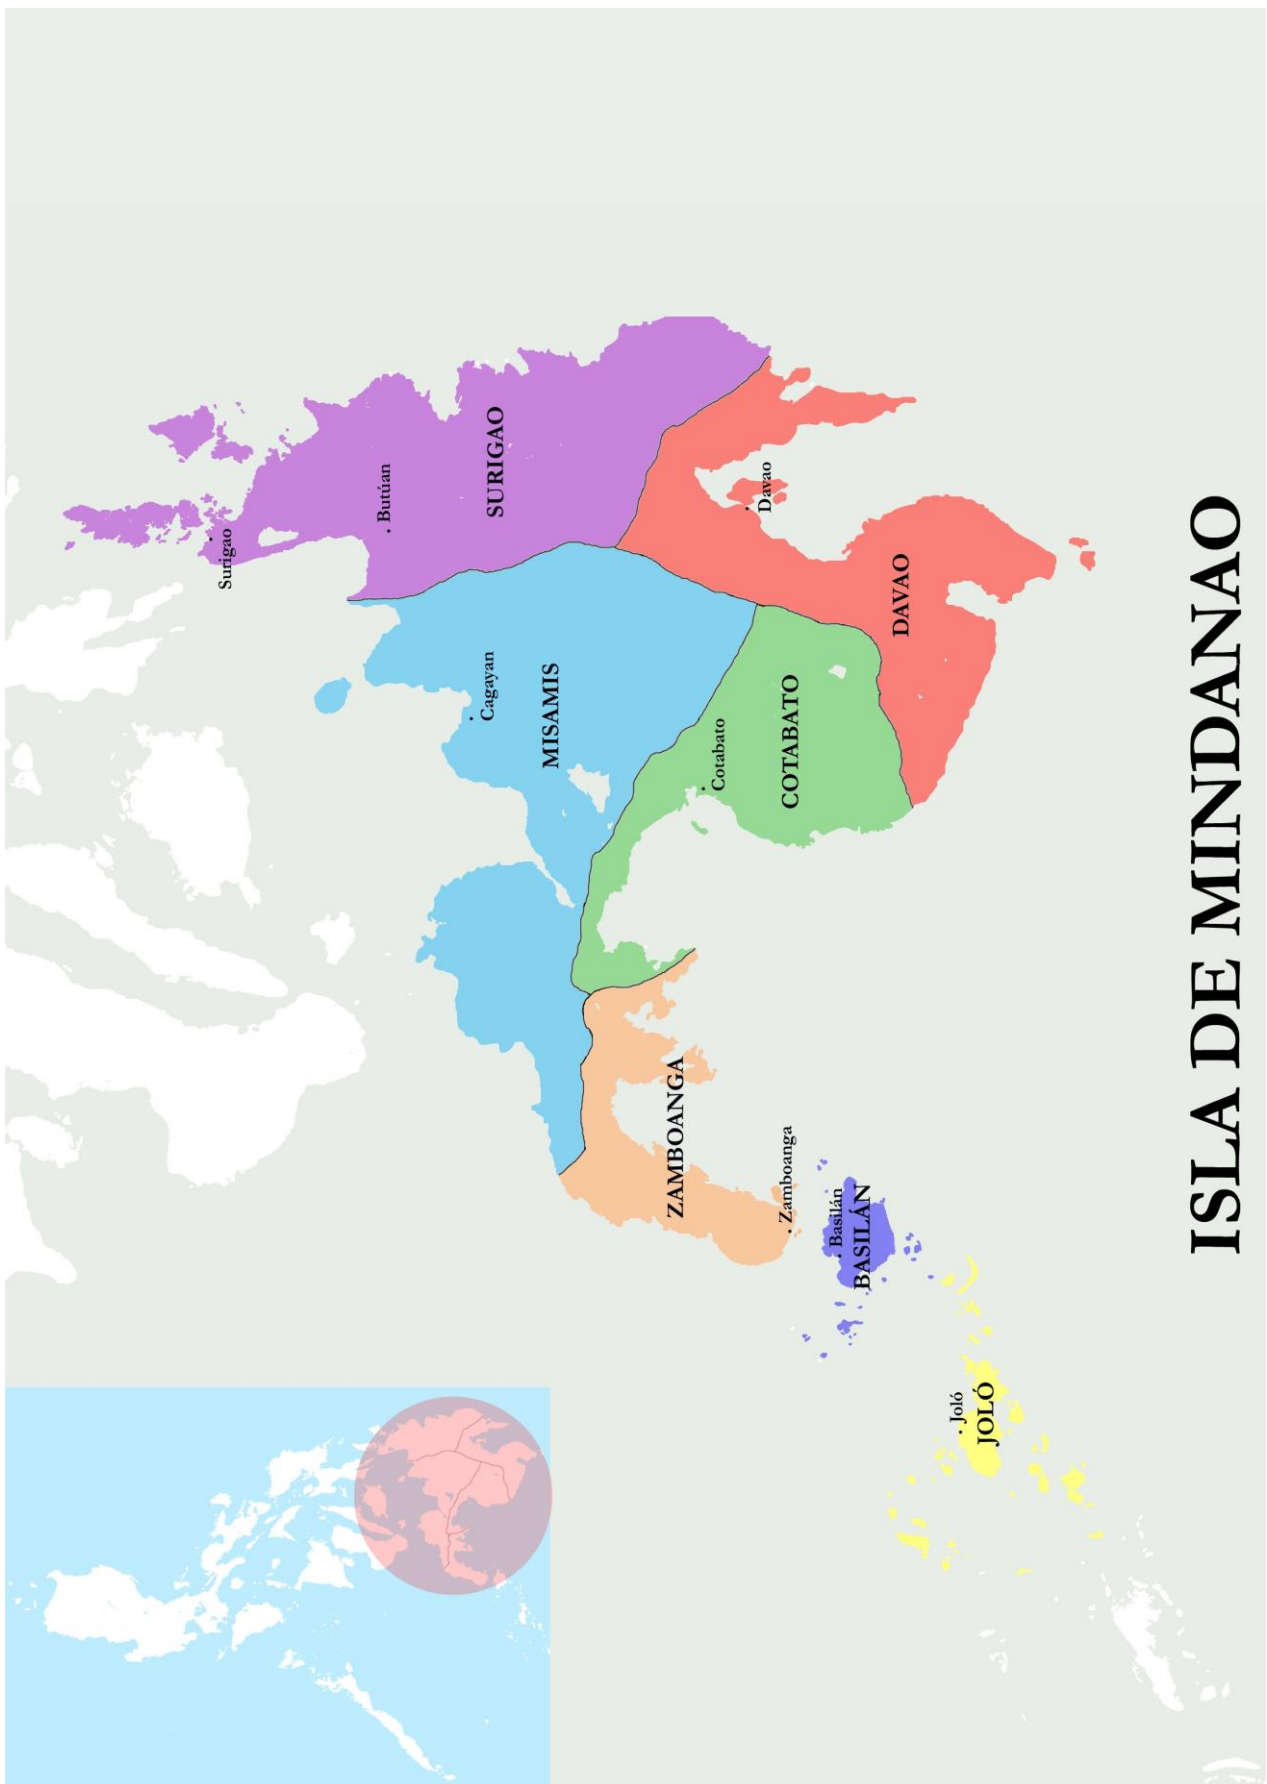 Surigao
Butúan
Cagayan
SURIGAO
MISAMIS
ZAMBOANGA
Cotabato
Davao
Zamboanga
COTABATO
Basilán
BASILÁN
DAVAO
Joló
JOLÓ
ISLA DE MINDANAO